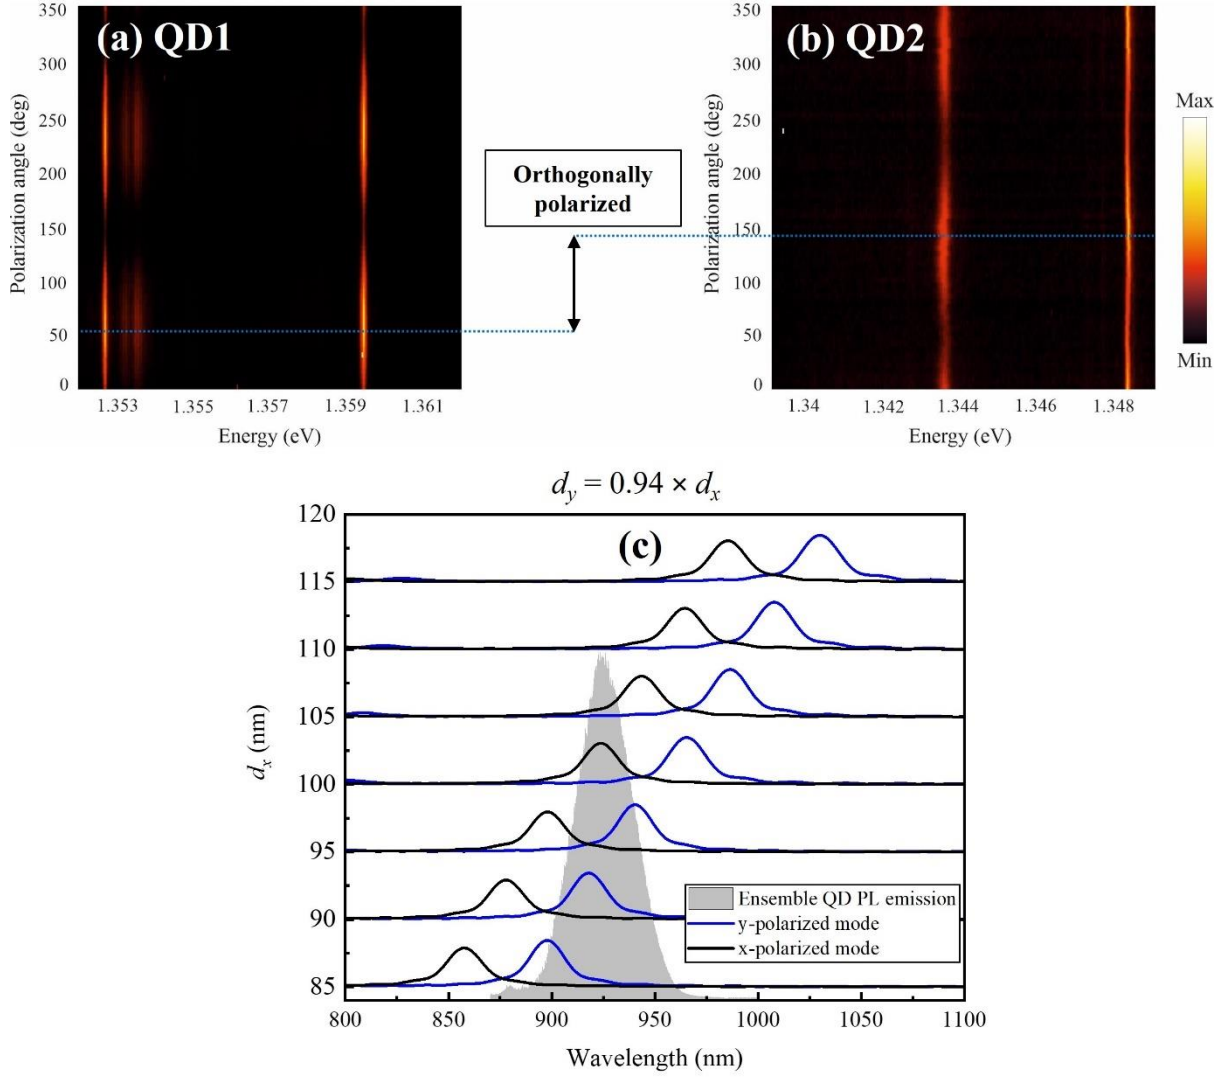 (a) QD1
350
300
250
200
150
100
50
0
Polarization angle (deg)
1.353 1.355 1.357 1.359 1.361
Energy (eV)
Orthogonally
polarized
(b) QD2
350
300
250
200
150
100
50
0
Polarization angle (deg)
1.34 1.342 1.344 1.346 1.348
Energy (eV)
Max
Min
dy = 0.94 × dx
(c)
120
115
110
105
100
95
90
85
dx (nm)
Ensemble QD PL emission
y-polarized mode
x-polarized mode
800 850 900 950 1000 1050 1100
Wavelength (nm)